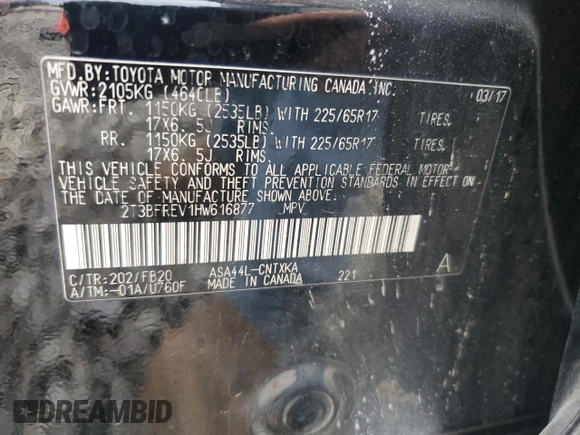 MFD.BY:TOYOTA MOTOR MANUFACTURING CANADA,INC.
GVWR:2105KG (4640LB) 03/17
GAWR:FRT. 1150KG (2535LB) WITH 225/65R17 TIRES,
17X6. 5J RIMS.
RR. 1150KG (2535LB) WITH 225/65R17 TIRES,
17X6. 5J RIMS.
THIS VEHICLE CONFORMS TO ALL APPLICABLE FEDERAL MOTOR
VEHICLE SAFETY AND THEFT PREVENTION STANDARDS IN EFFECT ON
THE DATE OF MANUFACTURE SHOWN ABOVE.
2T3BFREV1HW616877 MPV
C/TR:202/FB20 ASA44L-CNTXKA 221 A
A/TM:-01A/U760F MADE IN CANADA
DREAMBID